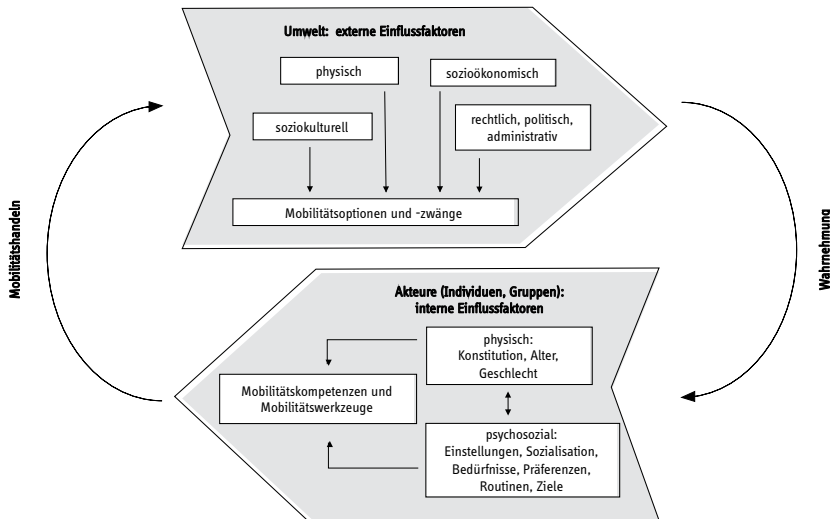 Umwelt: externe Einflussfaktoren
physisch
sozioökonomisch
soziokulturell
rechtlich, politisch,
administrativ
Mobilitätsoptionen und -zwänge
Mobilitätshandeln
Wahrnehmung
Akteure (Individuen, Gruppen):
interne Einflussfaktoren
physisch:
Konstitution, Alter,
Geschlecht
Mobilitätskompetenzen und
Mobilitätswerkzeuge
psychosozial:
Einstellungen, Sozialisation,
Bedürfnisse, Präferenzen,
Routinen, Ziele